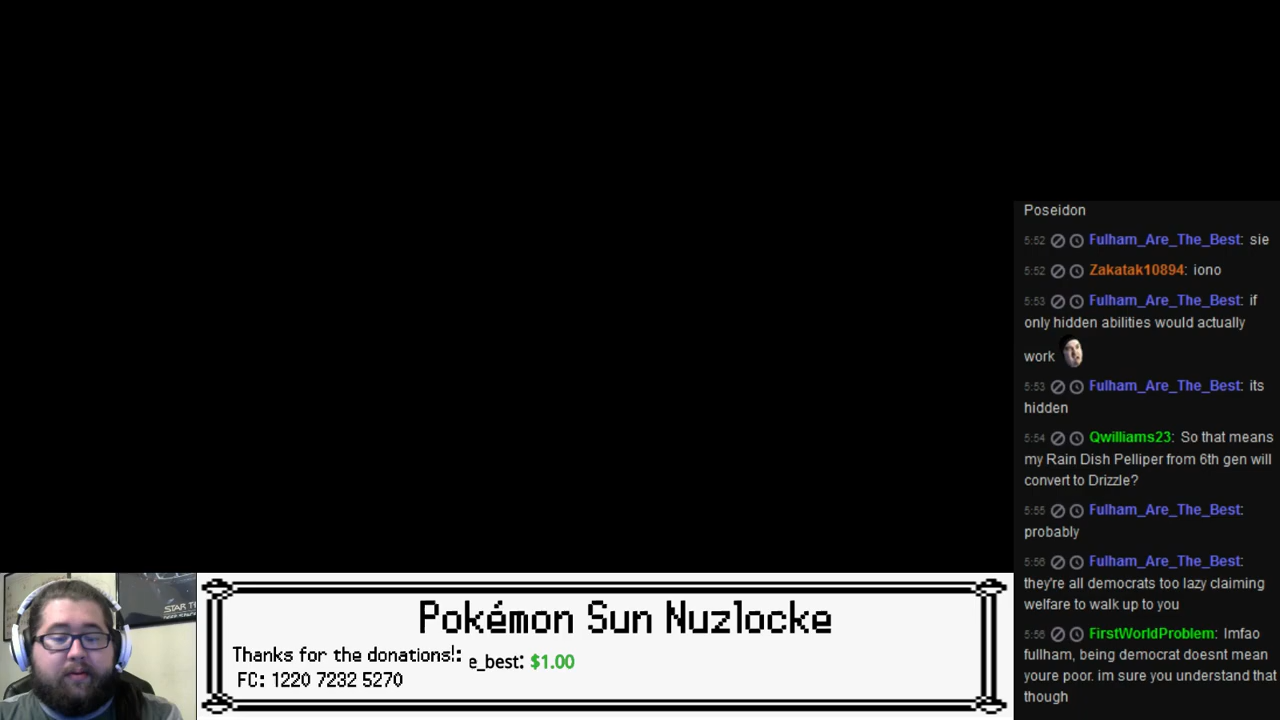 Poseidon
5:52 Fulham_Are_The_Best: sie
5:52 Zakatak10894: iono
5:53 Fulham_Are_The_Best: if
only hidden abilities would actually
work
5:53 Fulham_Are_The_Best: its
hidden
5:54 Qwilliams23: So that means
my Rain Dish Pelliper from 6th gen will
convert to Drizzle?
5:55 Fulham_Are_The_Best:
probably
5:56 Fulham_Are_The_Best:
they're all democrats too lazy claiming
welfare to walk up to you
5:56 FirstWorldProblem: lmfao
fullham, being democrat doesnt mean
youre poor. im sure you understand that
though
STAR
Pokémon Sun Nuzlocke
Thanks for the donations!: e_best: $1.00
FC: 1220 7232 5270